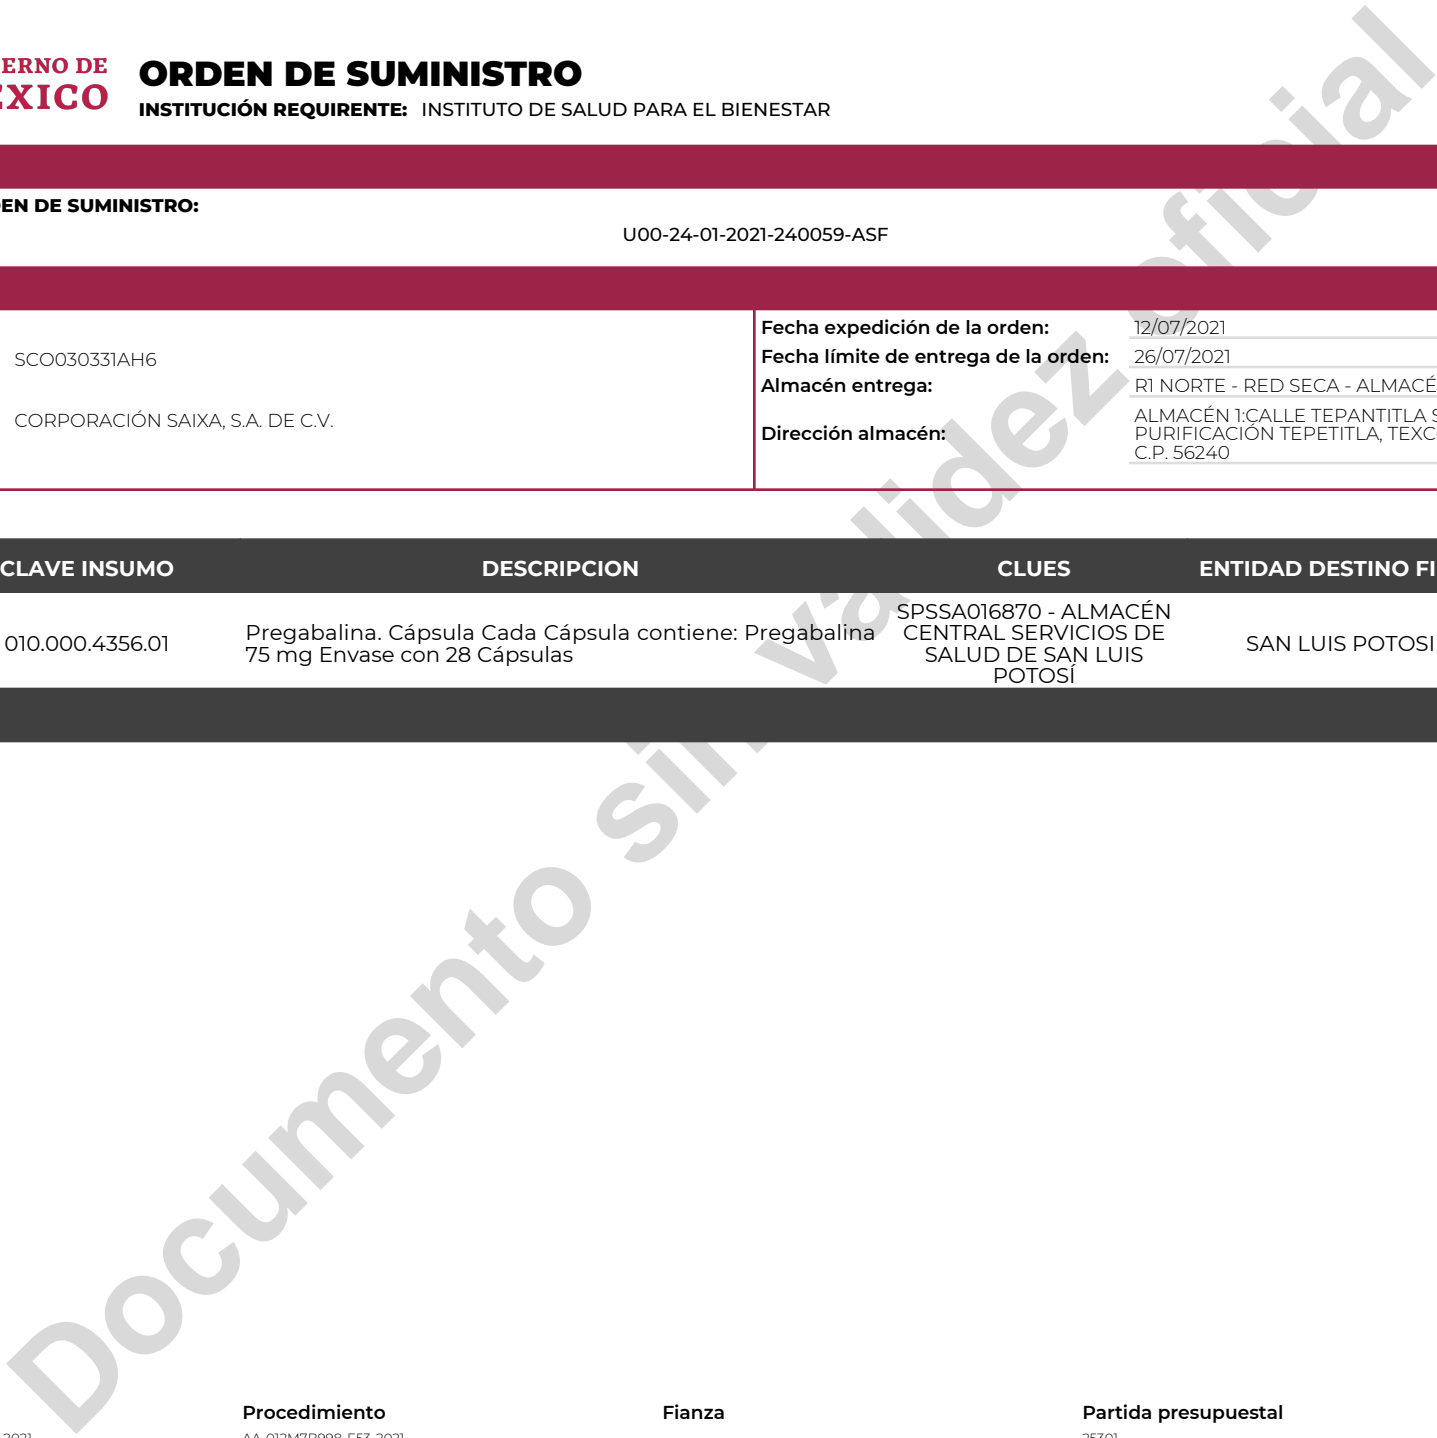 ERNO DE
ÉXICO
ORDEN DE SUMINISTRO
INSTITUCIÓN REQUIRENTE: INSTITUTO DE SALUD PARA EL BIENESTAR
EN DE SUMINISTRO:
U00-24-01-2021-240059-ASF
SCO030331AH6
CORPORACIÓN SAIXA, S.A. DE C.V.
Fecha expedición de la orden: 12/07/2021
Fecha límite de entrega de la orden: 26/07/2021
Almacén entrega: R1 NORTE - RED SECA - ALMACÉ
Dirección almacén:
ALMACÉN 1:CALLE TEPANTITLA S
PURIFICACIÓN TEPETITLA, TEXC
C.P. 56240
CLAVE INSUMO DESCRIPCION CLUES ENTIDAD DESTINO FI
010.000.4356.01
Pregabalina. Cápsula Cada Cápsula contiene: Pregabalina
75 mg Envase con 28 Cápsulas
SPSSA016870 - ALMACÉN
CENTRAL SERVICIOS DE
SALUD DE SAN LUIS
POTOSÍ
SAN LUIS POTOSI
Documento sin validez oficial
Procedimiento Fianza Partida presupuestal